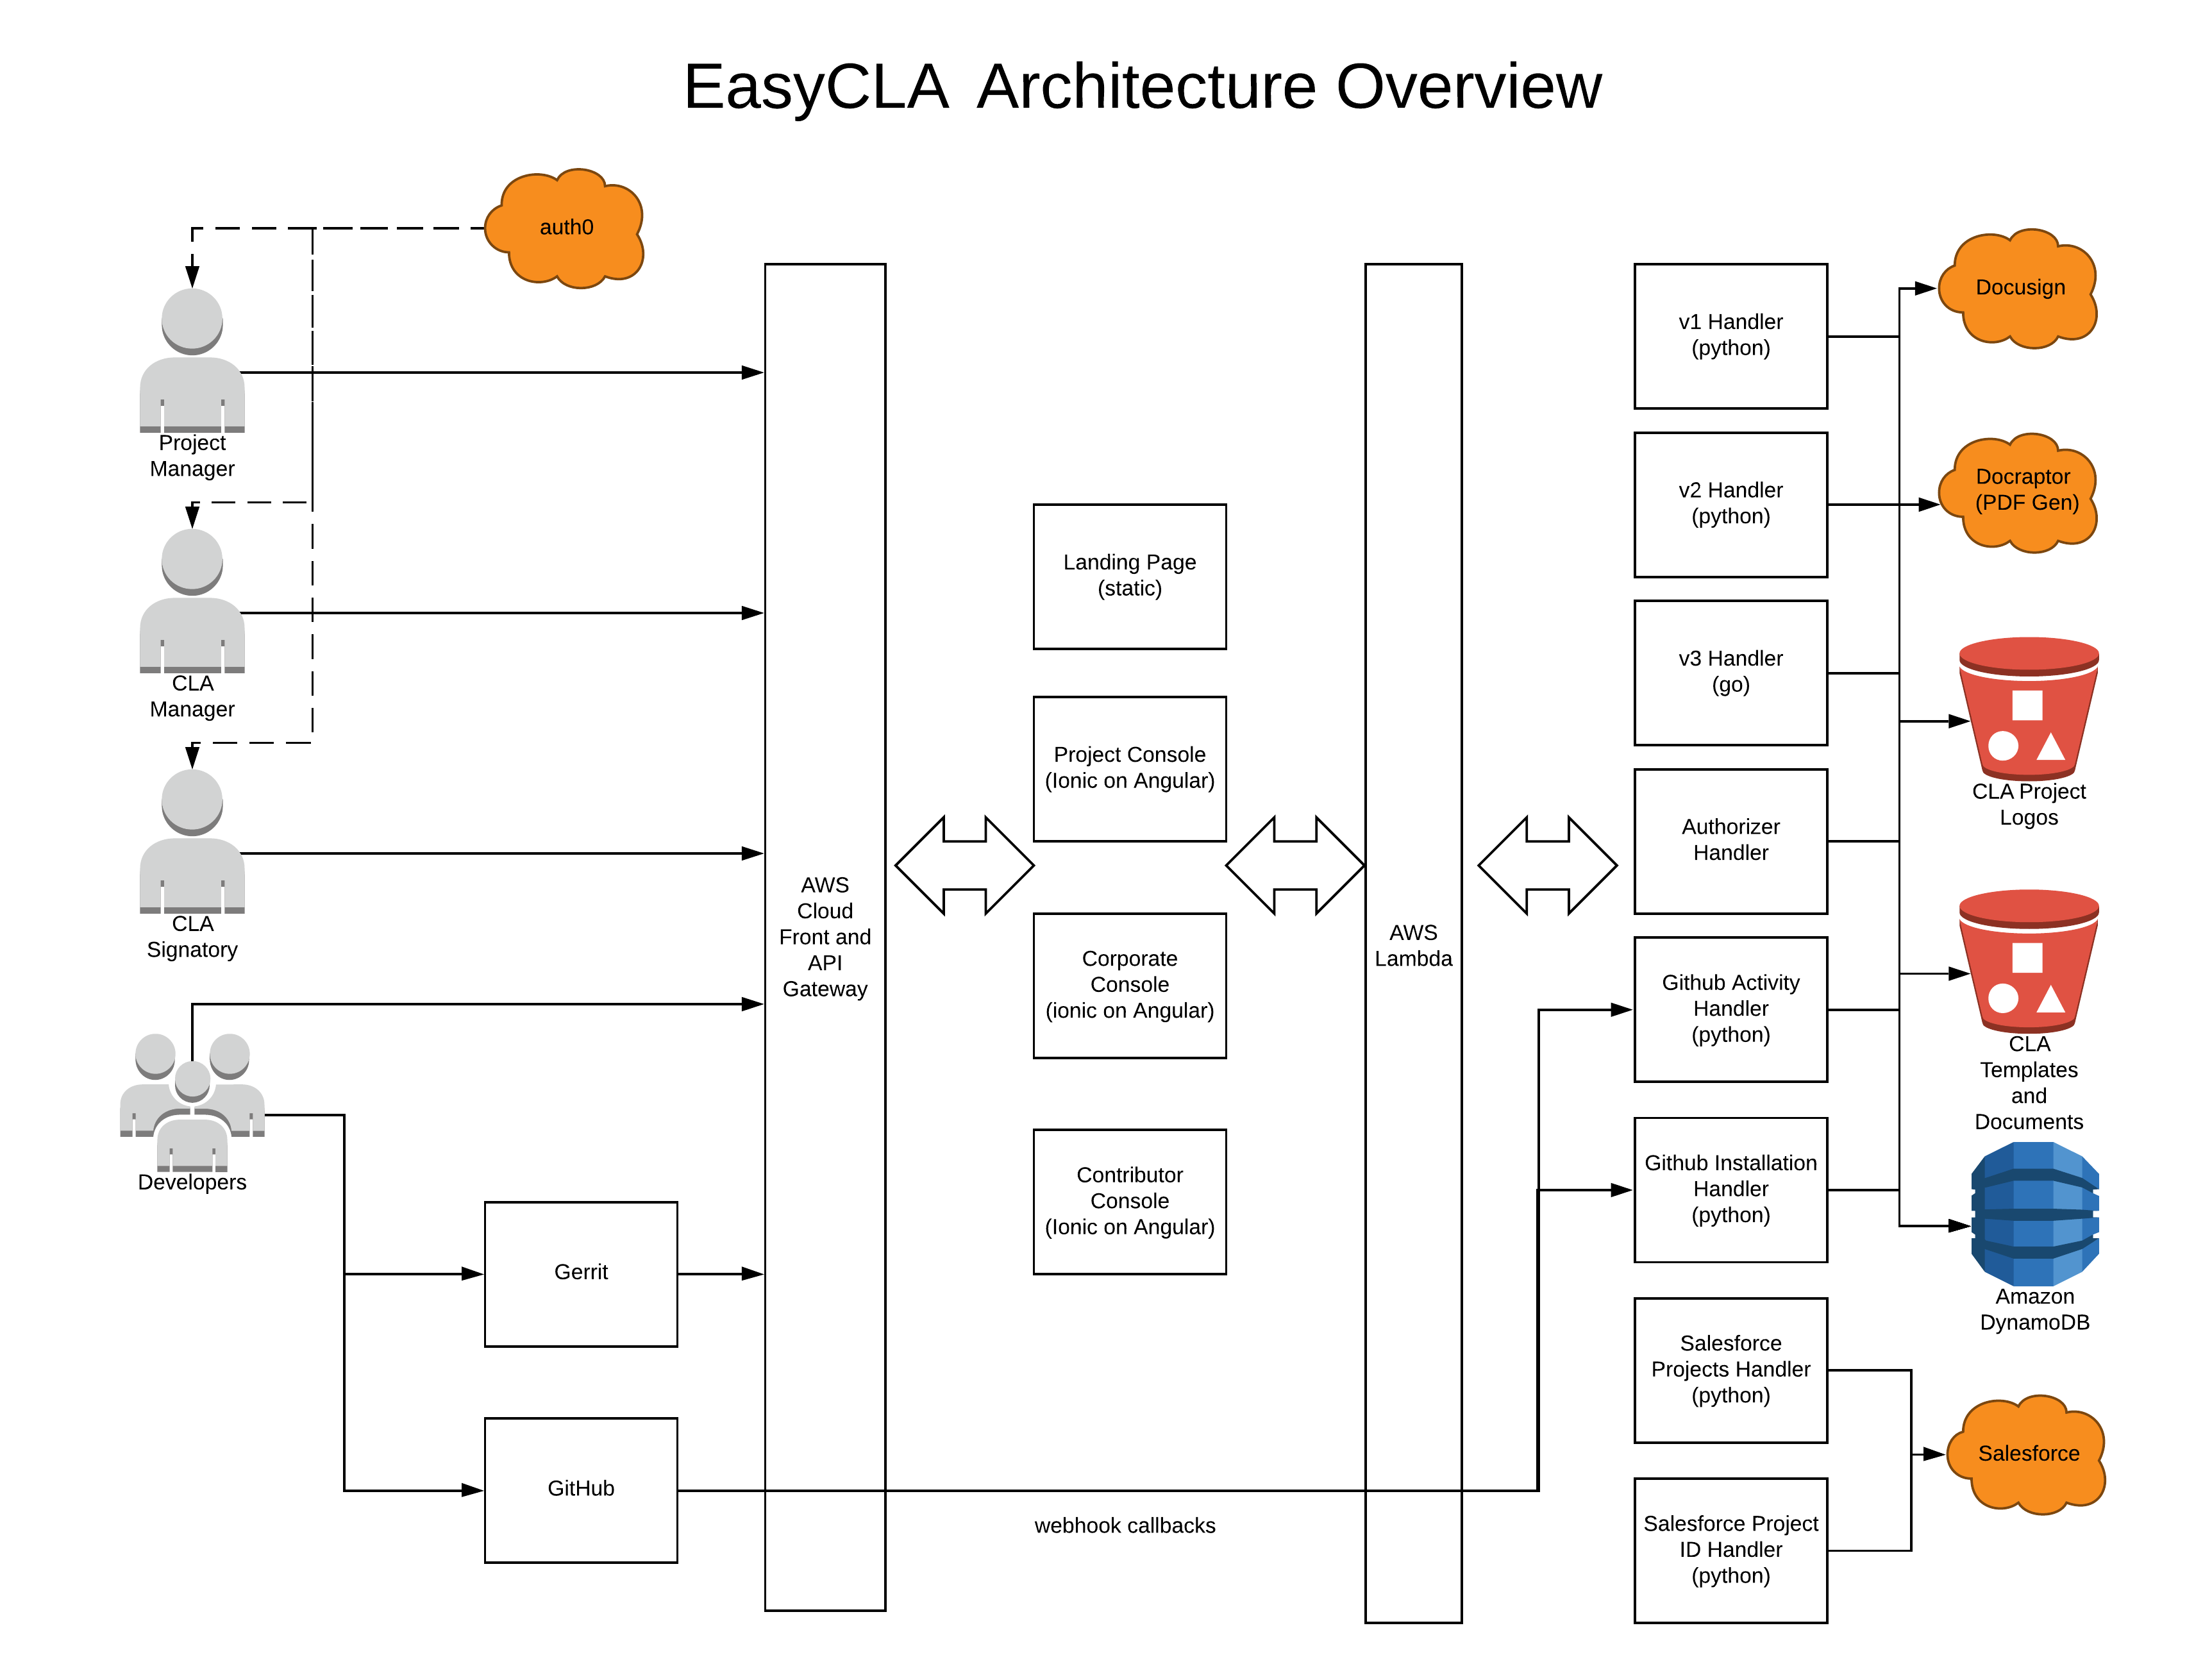 EasyCLA  Architecture Overview
auth0
Project
Manager
CLA
Manager
CLA
Signatory
Developers
Gerrit
GitHub
AWS
Cloud
Front and
API
Gateway
Landing Page
(static)
Project Console
(Ionic on Angular)
Corporate
Console
(ionic on Angular)
Contributor
Console
(Ionic on Angular)
webhook callbacks
AWS
Lambda
v1 Handler
(python)
v2 Handler
(python)
v3 Handler
(go)
Authorizer
Handler
Github Activity
Handler
(python)
Github Installation
Handler
(python)
Salesforce
Projects Handler
(python)
Salesforce Project
ID Handler
(python)
Docusign
Docraptor
(PDF Gen)
CLA Project
Logos
CLA
Templates
and
Documents
Amazon
DynamoDB
Salesforce